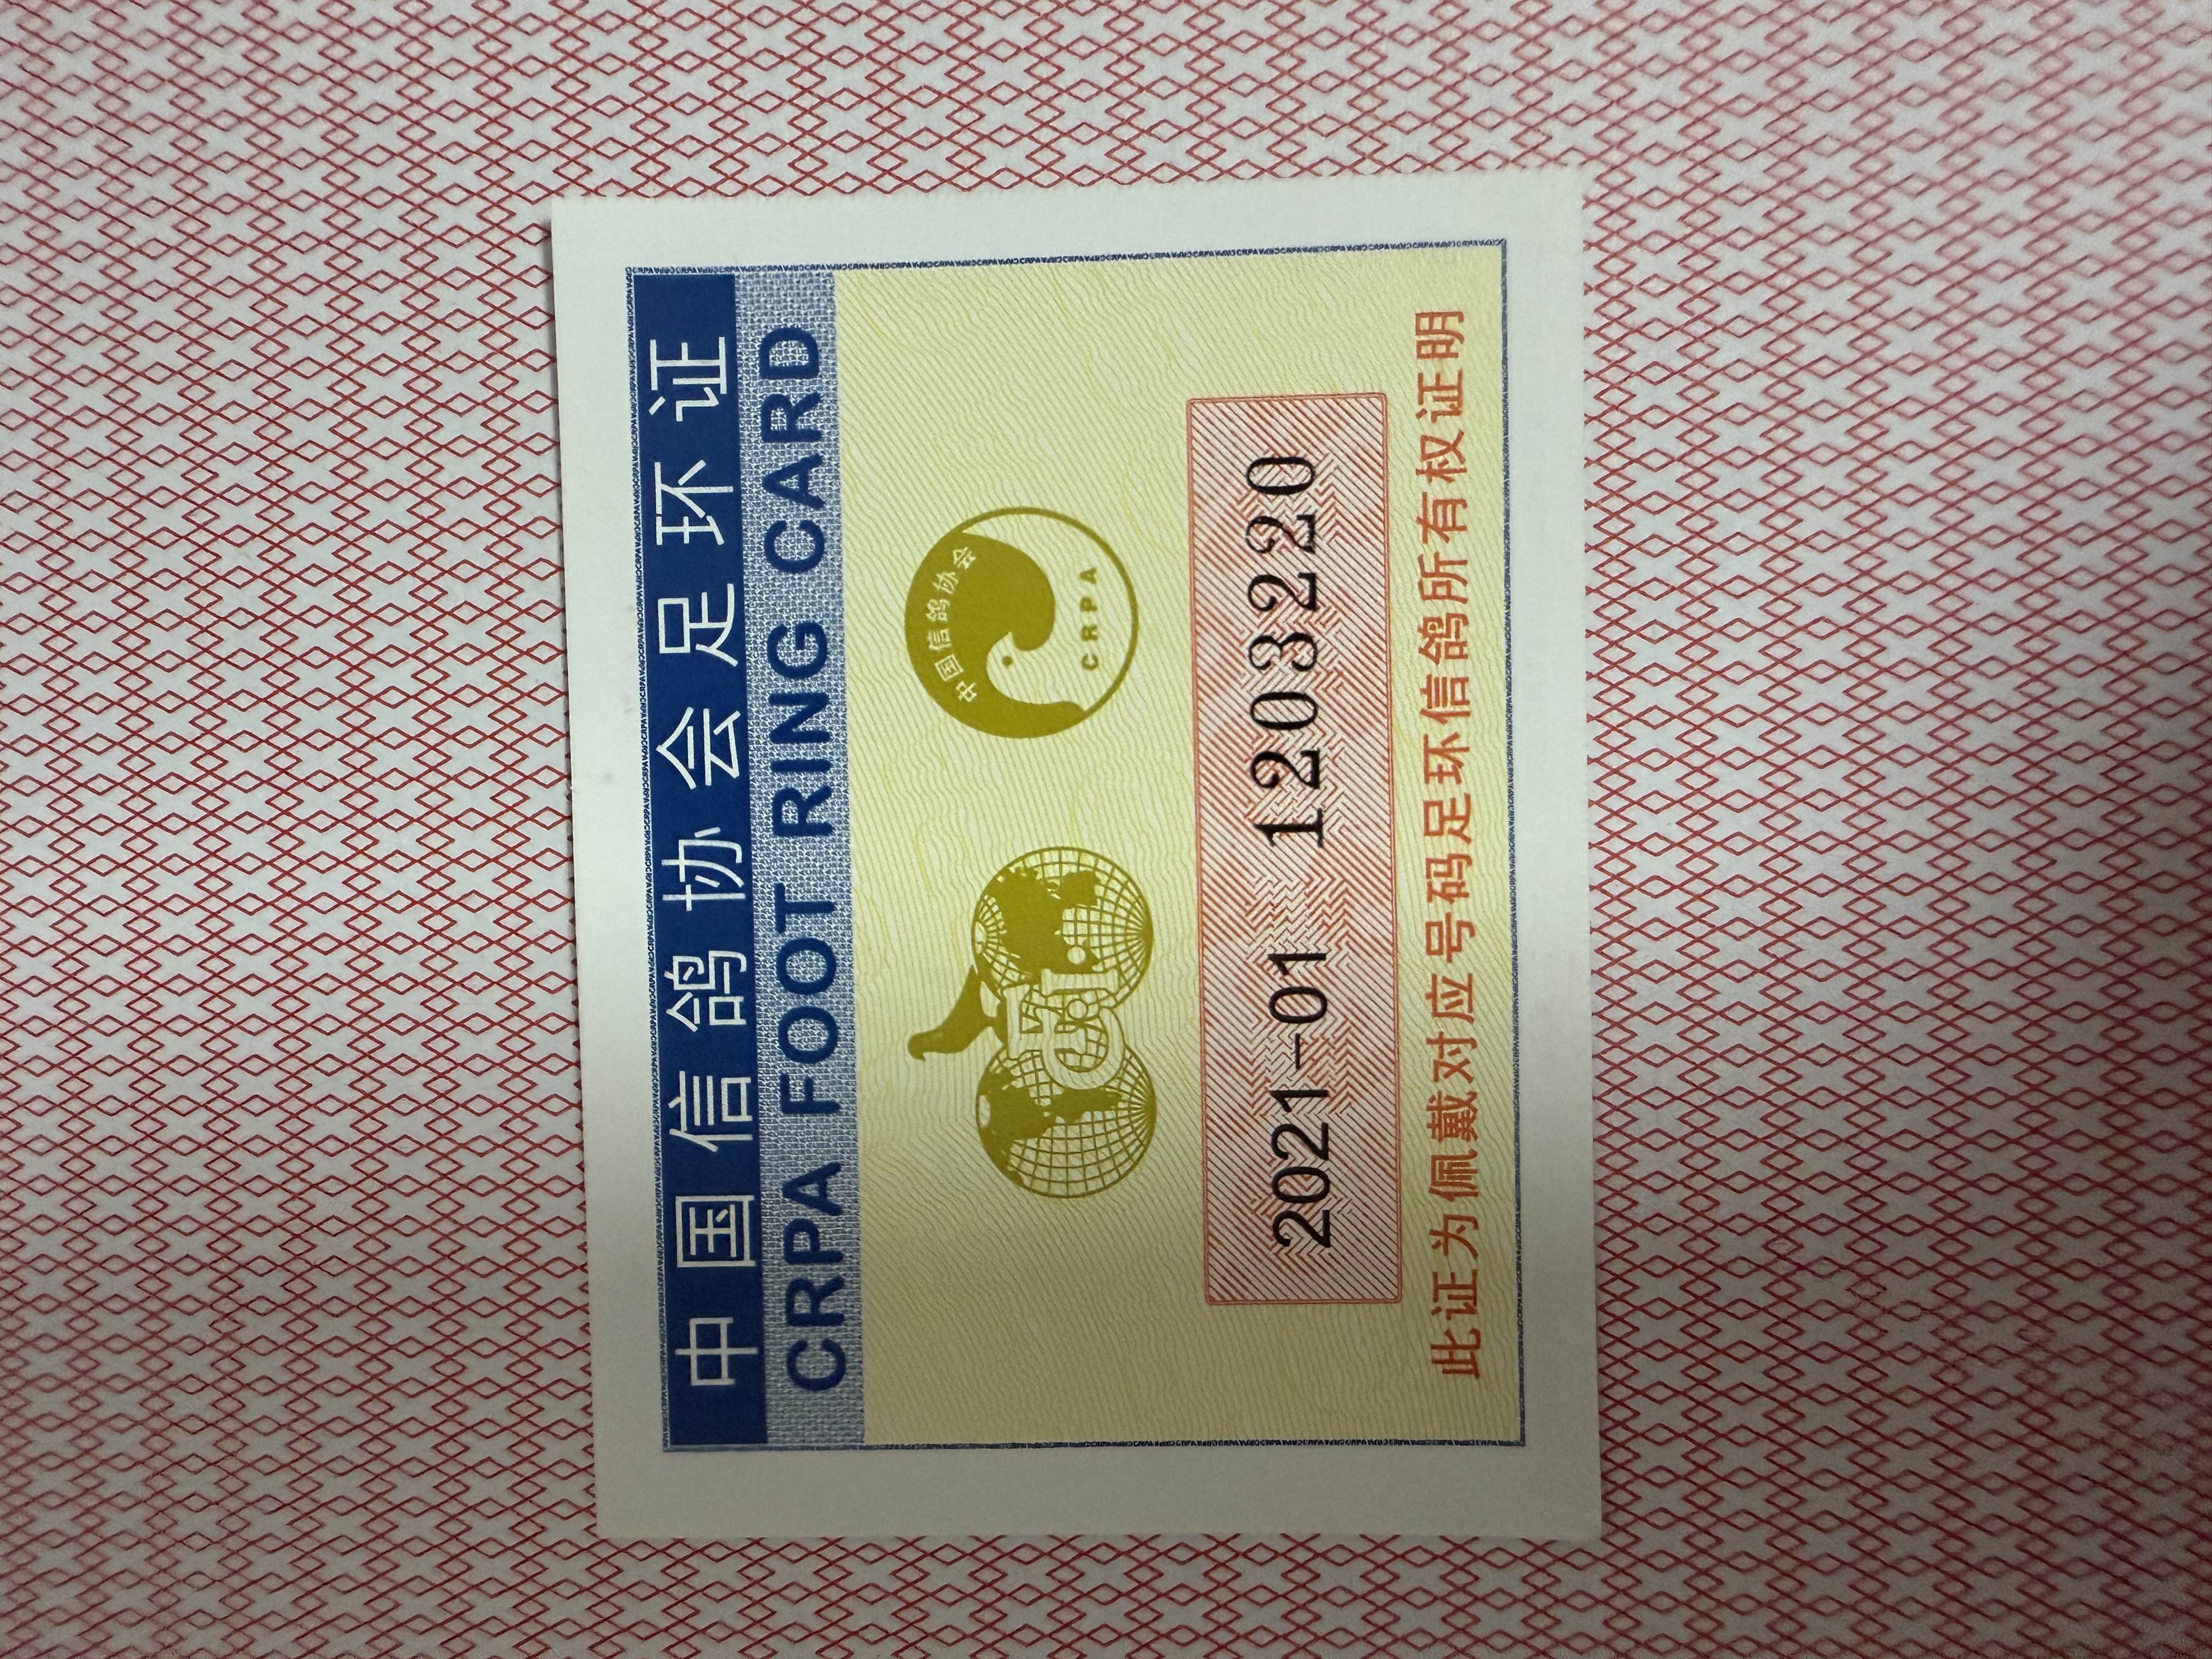 中国信鸽协会足环证
CRPA FOOT RING CARD
F.C.I.
中国信鸽协会
CRPA
2021-01 1203220
此证为佩戴对应号码足环信鸽所有权证明